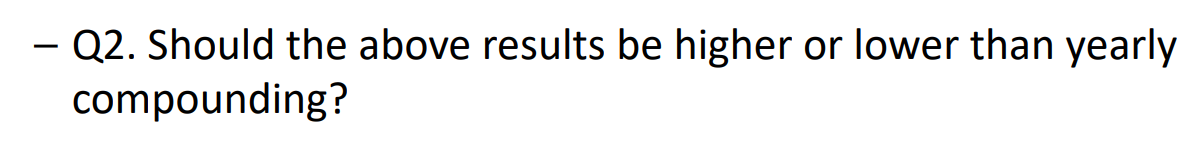 – Q2. Should the above results be higher or lower than yearly
compounding?